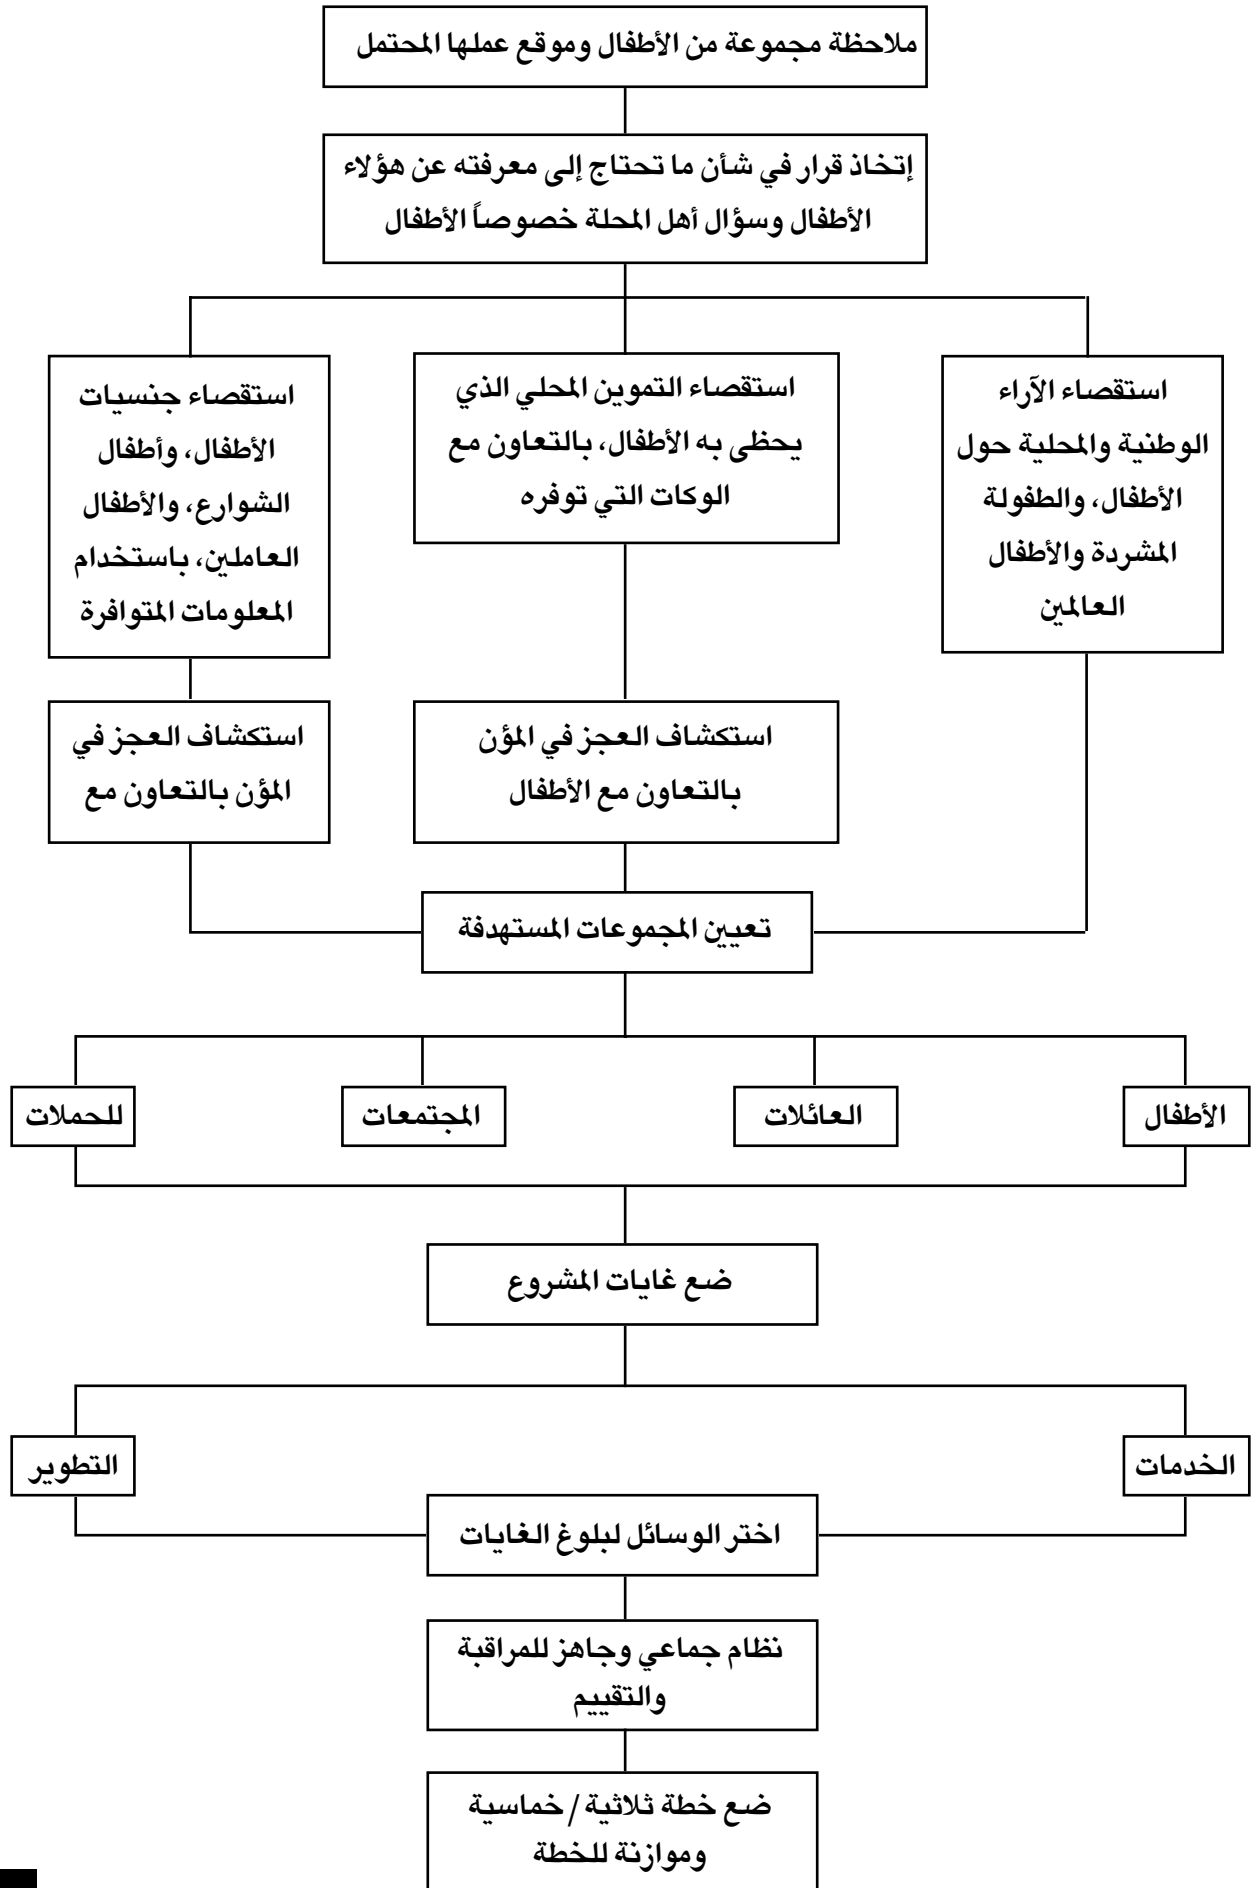 ملاحظة مجموعة من الأطفال وموقع عملها المحتمل
إتخاذ قرار في شأن ما تحتاج إلى معرفته عن هؤلاء
الأطفال وسؤال أهل المحلة خصوصاً الأطفال
استقصاء الآراء
الوطنية والمحلية حول
الأطفال، والطفولة
المشردة والأطفال
العالمين
استقصاء التموين المحلي الذي
يحظى به الأطفال، بالتعاون مع
الوكات التي توفره
استقصاء جنسيات
الأطفال، وأطفال
الشوارع، والأطفال
العاملين، باستخدام
المعلومات المتوافرة
استكشاف العجز في المؤن
بالتعاون مع الأطفال
استكشاف العجز في
المؤن بالتعاون مع
تعيين المجموعات المستهدفة
الأطفال
العائلات
المجتمعات
للحملات
ضع غايات المشروع
الخدمات
التطوير
اختر الوسائل لبلوغ الغايات
نظام جماعي وجاهز للمراقبة
والتقييم
ضع خطة ثلاثية / خماسية
وموازنة للخطة